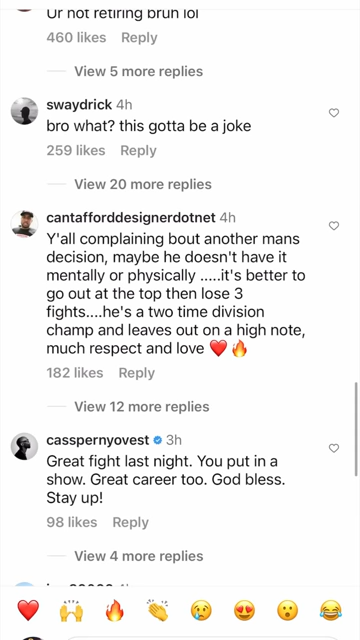 Ur not retiring bruh lol
460 likes Reply
View 5 more replies
swaydrick 4h
bro what? this gotta be a joke
259 likes Reply
View 20 more replies
cantafforddesignerdotnet 4h
Y'all complaining bout another mans
decision, maybe he doesn't have it
mentally or physically .....it's better to
go out at the top then lose 3
fights....he's a two time division
champ and leaves out on a high note,
much respect and love ❤️🔥
182 likes Reply
View 12 more replies
casspernyovest 3h
Great fight last night. You put in a
show. Great career too. God bless.
Stay up!
98 likes Reply
View 4 more replies
❤️ 🙌 🔥 👏 😢 😍 😮 😂